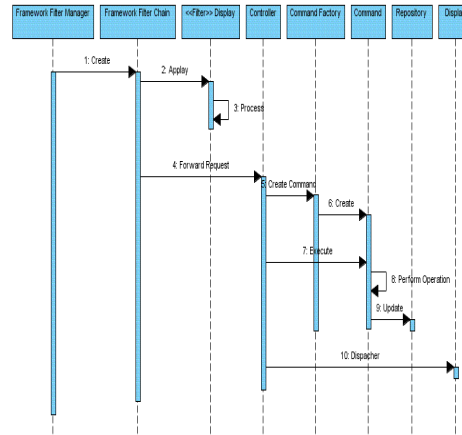 Framework Filter Manager
Framework Filter Chain
<<Filter>> Display
Controller
Command Factory
Command
Repository
Displa
1: Create
2: Applay
3: Process
4: Forward Request
5: Create Command
6: Create
7: Execute
8: Perform Operation
9: Update
10: Dispacher